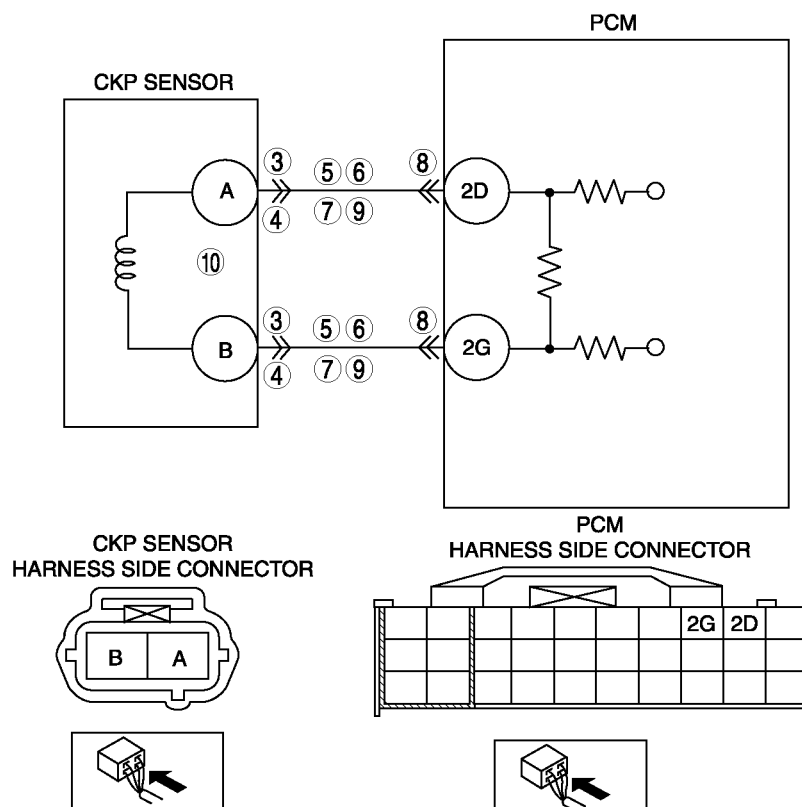 PCM
CKP SENSOR
3 5 6 8
A 2D
4 7 9
10
3 5 6 8
B 2G
4 7 9
CKP SENSOR
HARNESS SIDE CONNECTOR
PCM
HARNESS SIDE CONNECTOR
B A
2G 2D